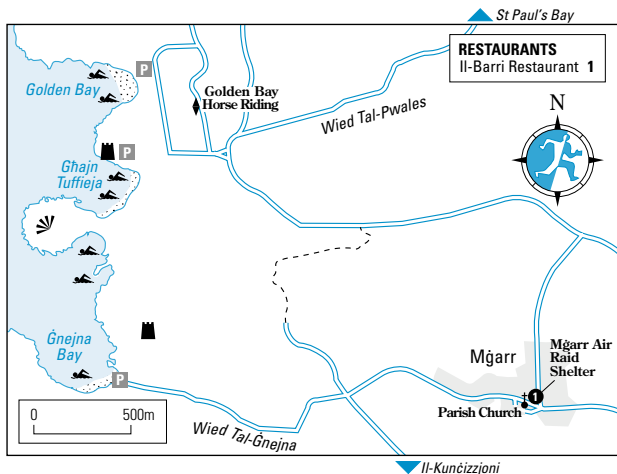 St Paul's Bay
RESTAURANTS
Il-Barri Restaurant 1
P
Golden Bay
Golden Bay
Horse Riding
Wied Tal-Pwales
N
P
Għajn
Tuffieja
Ġnejna
Bay
Mġarr
Mġarr Air
Raid
Shelter
P
1
Parish Church
0 500m
Wied Tal-Ġnejna
Il-Kunċizzjoni